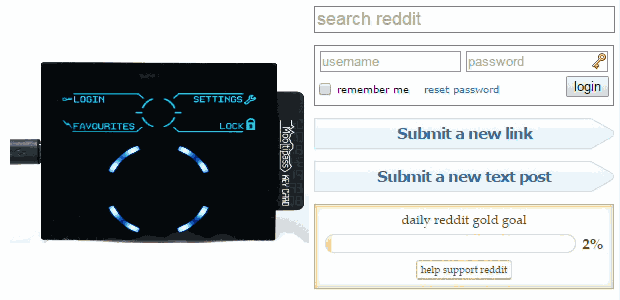 LOGIN
SETTINGS
FAVOURITES
LOCK
Mooltipass
KEY CARD
search reddit
username
password
remember me
reset password
login
Submit a new link
Submit a new text post
daily reddit gold goal
2%
help support reddit